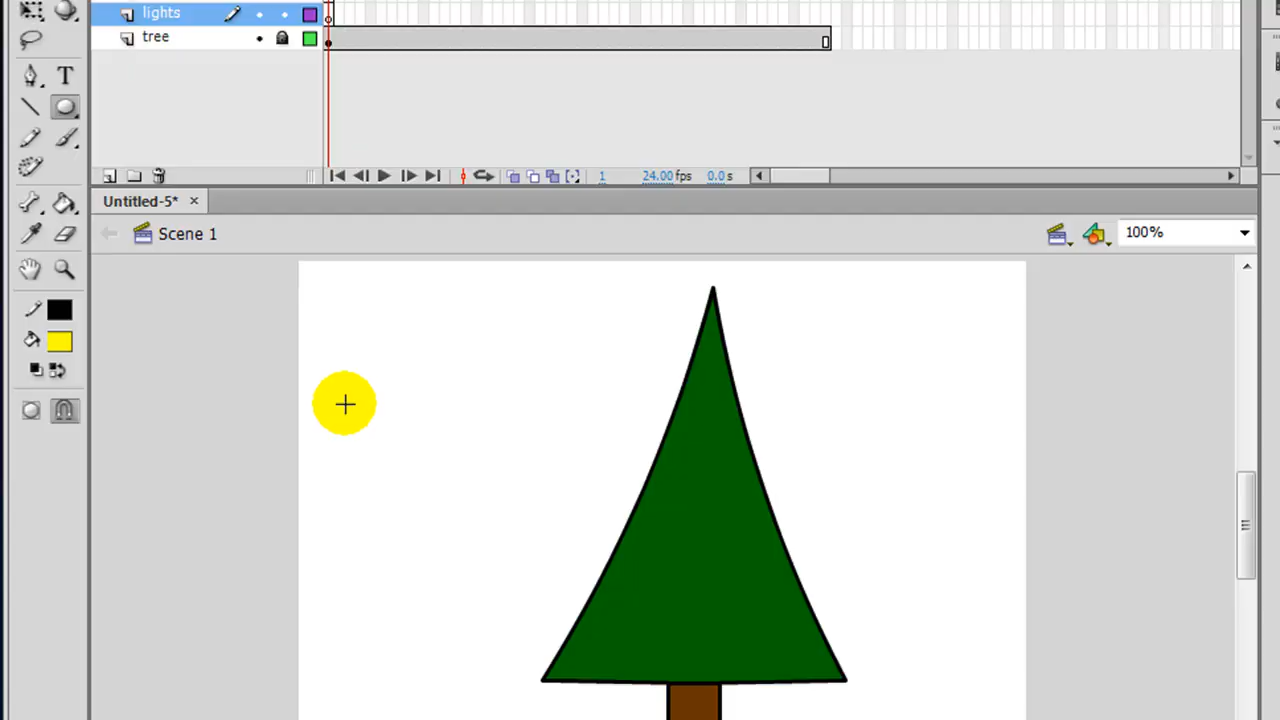 lights
tree
1 24.00 fps 0.0 s
Untitled-5* ×
Scene 1 100%
T